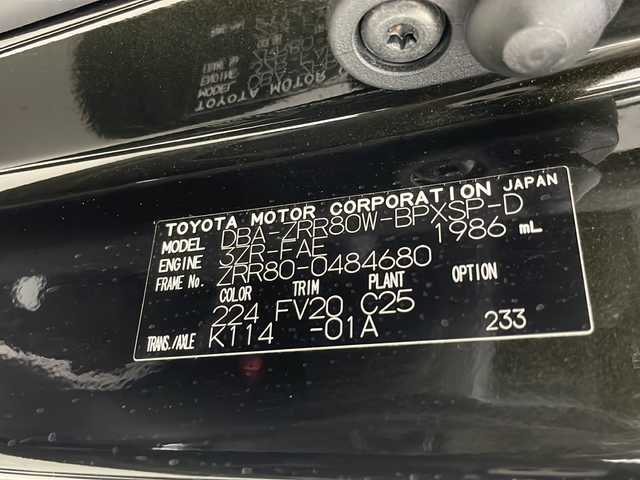 TOYOTA MOTOR CORPORATION JAPAN
MODEL DBA-ZRR80W-BPXSP-D
ENGINE 3ZR-FAE 1986 mL
FRAME No. ZRR80-0484680
COLOR TRIM PLANT OPTION
224 FV20 C25
TRANS./AXLE K114 -01A 233